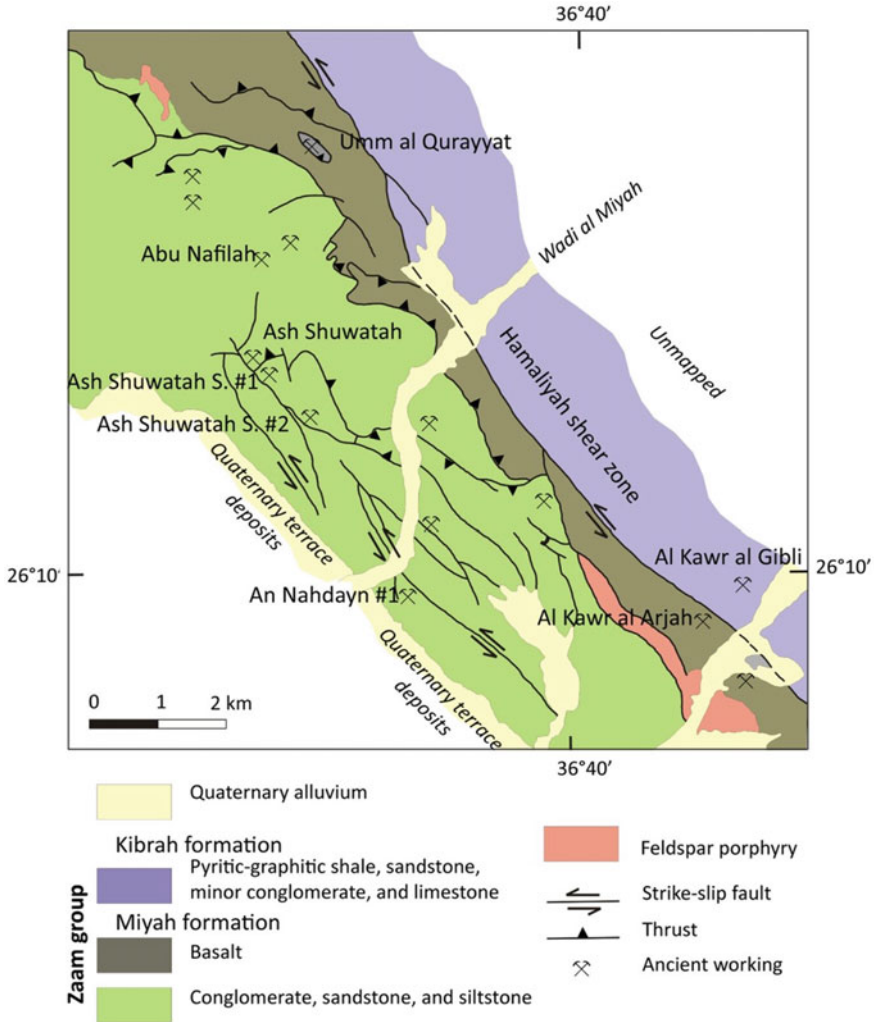 36°40'
Umm al Qurayyat
Wadi al Miyah
Abu Nafilah
Ash Shuwatah
Unmapped
Ash Shuwatah S. #1
Hamaliyah shear zone
Ash Shuwatah S. #2
Quaternary terrace
deposits
Al Kawr al Gibli
26°10'
26°10'
An Nahdayn #1
Al Kawr al Arjah
Quaternary terrace
deposits
0 1 2 km
36°40'
Quaternary alluvium
Kibrah formation
Pyritic-graphitic shale, sandstone,
minor conglomerate, and limestone
Miyah formation
Basalt
Conglomerate, sandstone, and siltstone
Zaam group
Feldspar porphyry
Strike-slip fault
Thrust
Ancient working